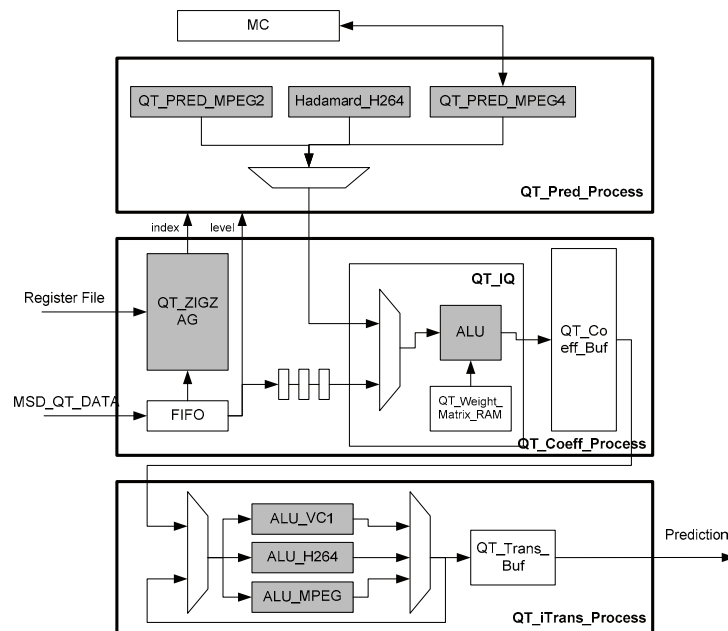 MC
QT_PRED_MPEG2
Hadamard_H264
QT_PRED_MPEG4
QT_Pred_Process
index
level
QT_IQ
Register File
QT_ZIGZ
AG
ALU
QT_Co
eff_Buf
MSD_QT_DATA
FIFO
QT_Weight_
Matrix_RAM
QT_Coeff_Process
ALU_VC1
ALU_H264
ALU_MPEG
QT_Trans_
Buf
Prediction
QT_iTrans_Process